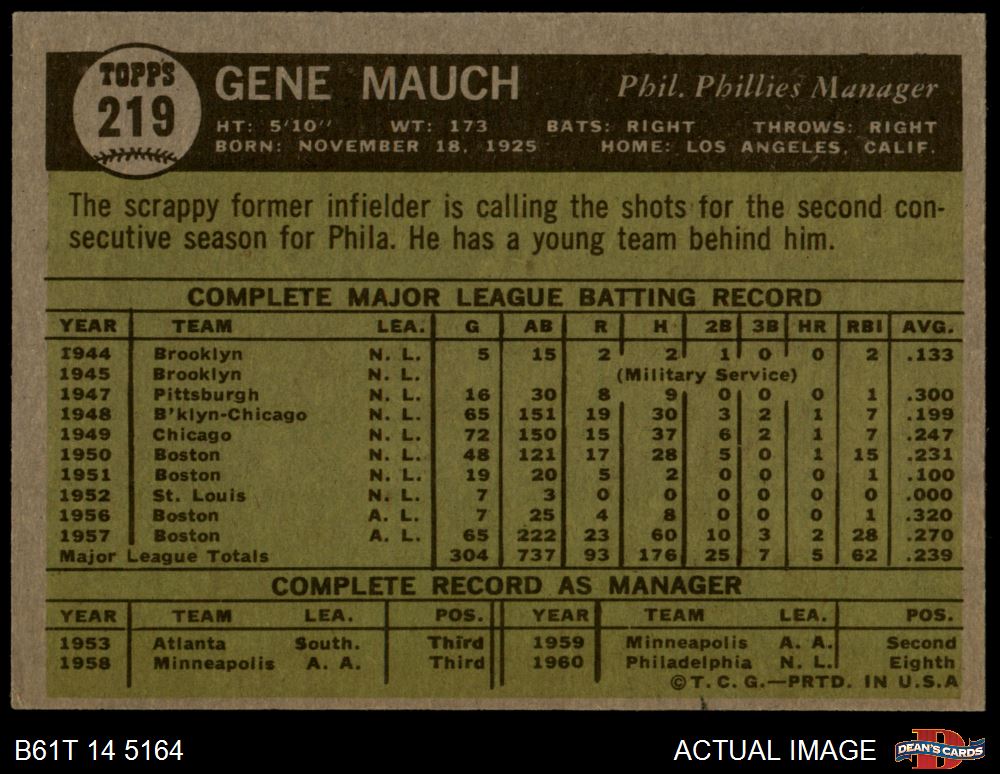 TOPPS
219
GENE MAUCH Phil. Phillies Manager
HT: 5'10" WT: 173 BATS: RIGHT THROWS: RIGHT
BORN: NOVEMBER 18, 1925 HOME: LOS ANGELES, CALIF.
The scrappy former infielder is calling the shots for the second con-
secutive season for Phila. He has a young team behind him.
COMPLETE MAJOR LEAGUE BATTING RECORD
YEAR TEAM LEA. G AB R H 2B 3B HR RBI AVG.
1944 Brooklyn N. L. 5 15 2 2 1 0 0 2 .133
1945 Brooklyn N. L. (Military Service)
1947 Pittsburgh N. L. 16 30 8 9 0 0 0 1 .300
1948 B'klyn-Chicago N. L. 65 151 19 30 3 2 1 7 .199
1949 Chicago N. L. 72 150 15 37 6 2 1 7 .247
1950 Boston N. L. 48 121 17 28 5 0 1 15 .231
1951 Boston N. L. 19 20 5 2 0 0 0 1 .100
1952 St. Louis N. L. 7 3 0 0 0 0 0 0 .000
1956 Boston A. L. 7 25 4 8 0 0 0 1 .320
1957 Boston A. L. 65 222 23 60 10 3 2 28 .270
Major League Totals 304 737 93 176 25 7 5 62 .239
COMPLETE RECORD AS MANAGER
YEAR TEAM LEA. POS. YEAR TEAM LEA. POS.
1953 Atlanta South. Third 1959 Minneapolis A. A. Second
1958 Minneapolis A. A. Third 1960 Philadelphia N. L. Eighth
©T. C. G.—PRTD. IN U.S.A
B61T 14 5164 ACTUAL IMAGE DEAN'S CARDS